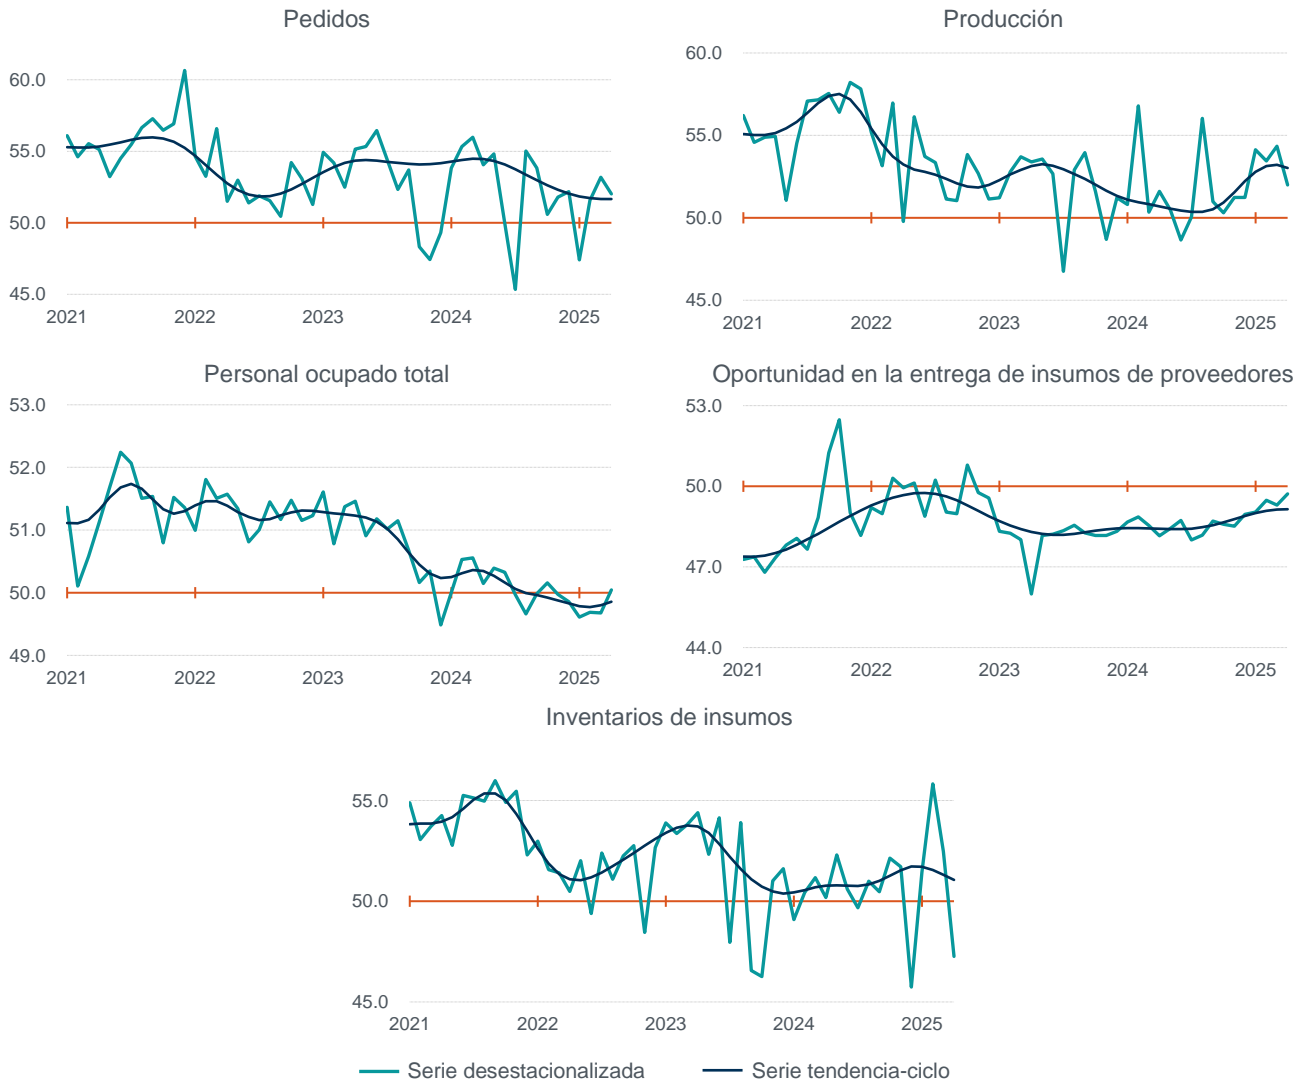 Pedidos
60.0
55.0
50.0
45.0
2021 2022 2023 2024 2025
Producción
60.0
55.0
50.0
45.0
2021 2022 2023 2024 2025
Personal ocupado total
53.0
52.0
51.0
50.0
49.0
2021 2022 2023 2024 2025
Oportunidad en la entrega de insumos de proveedores
53.0
50.0
47.0
44.0
2021 2022 2023 2024 2025
Inventarios de insumos
55.0
50.0
45.0
2021 2022 2023 2024 2025
Serie desestacionalizada Serie tendencia-ciclo